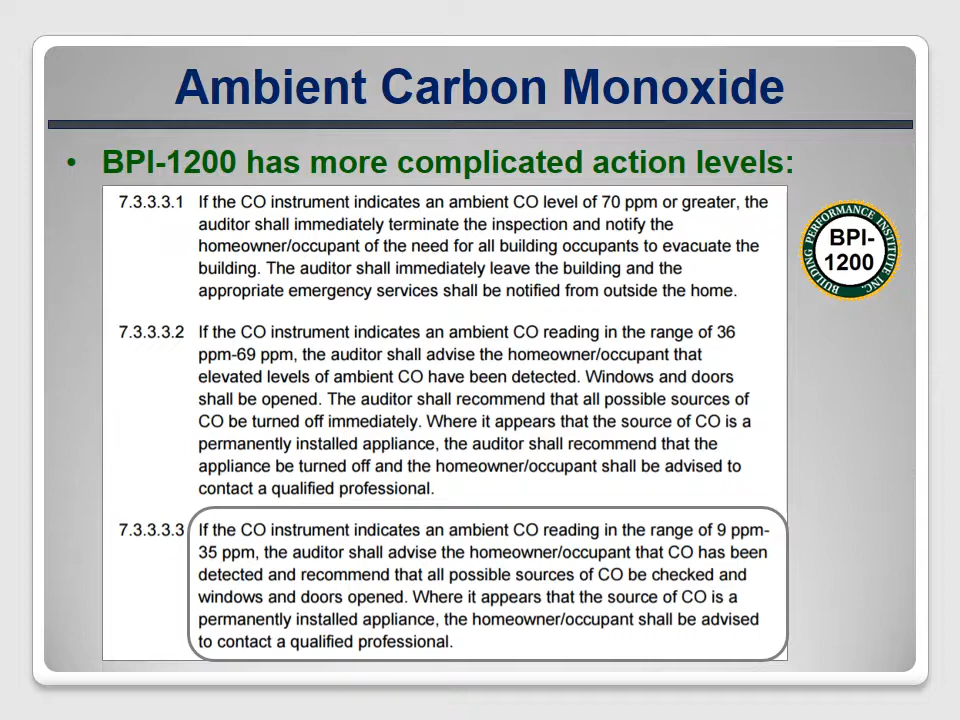 Ambient Carbon Monoxide
• BPI-1200 has more complicated action levels:
7.3.3.3.1 If the CO instrument indicates an ambient CO level of 70 ppm or greater, the
auditor shall immediately terminate the inspection and notify the
homeowner/occupant of the need for all building occupants to evacuate the
building. The auditor shall immediately leave the building and the
appropriate emergency services shall be notified from outside the home.
7.3.3.3.2 If the CO instrument indicates an ambient CO reading in the range of 36
ppm-69 ppm, the auditor shall advise the homeowner/occupant that
elevated levels of ambient CO have been detected. Windows and doors
shall be opened. The auditor shall recommend that all possible sources of
CO be turned off immediately. Where it appears that the source of CO is a
permanently installed appliance, the auditor shall recommend that the
appliance be turned off and the homeowner/occupant shall be advised to
contact a qualified professional.
7.3.3.3.3 If the CO instrument indicates an ambient CO reading in the range of 9 ppm-
35 ppm, the auditor shall advise the homeowner/occupant that CO has been
detected and recommend that all possible sources of CO be checked and
windows and doors opened. Where it appears that the source of CO is a
permanently installed appliance, the homeowner/occupant shall be advised
to contact a qualified professional.
BUILDING PERFORMANCE INSTITUTE INC.
BPI-
1200